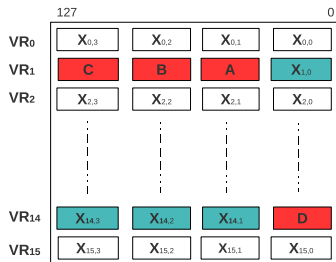 127 0
VR0 X0,3 X0,2 X0,1 X0,0
VR1 C B A X1,0
VR2 X2,3 X2,2 X2,1 X2,0
VR14 X14,3 X14,2 X14,1 D
VR15 X15,3 X15,2 X15,1 X15,0